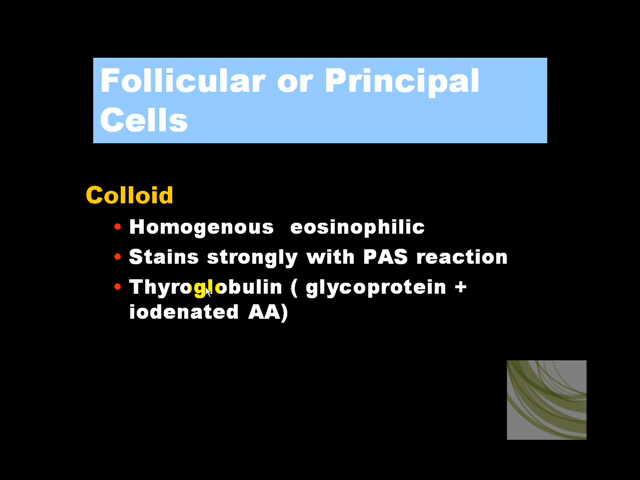 Follicular or Principal
Cells
Colloid
• Homogenous eosinophilic
• Stains strongly with PAS reaction
• Thyroglobulin ( glycoprotein +
iodenated AA)